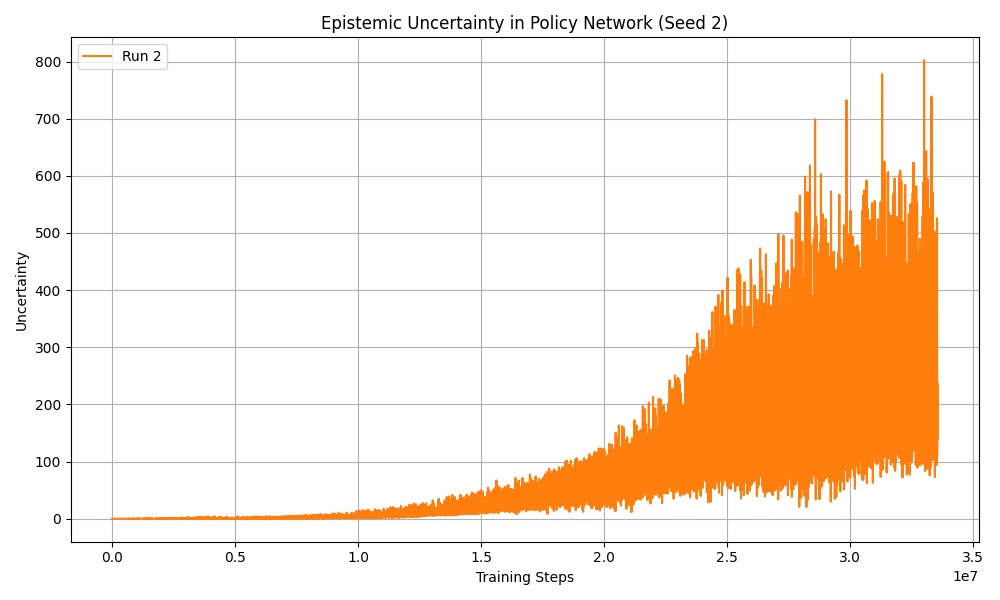 Epistemic Uncertainty in Policy Network (Seed 2)
Run 2
800
700
600
500
400
300
200
100
0
Uncertainty
0.0 0.5 1.0 1.5 2.0 2.5 3.0 3.5
1e7
Training Steps